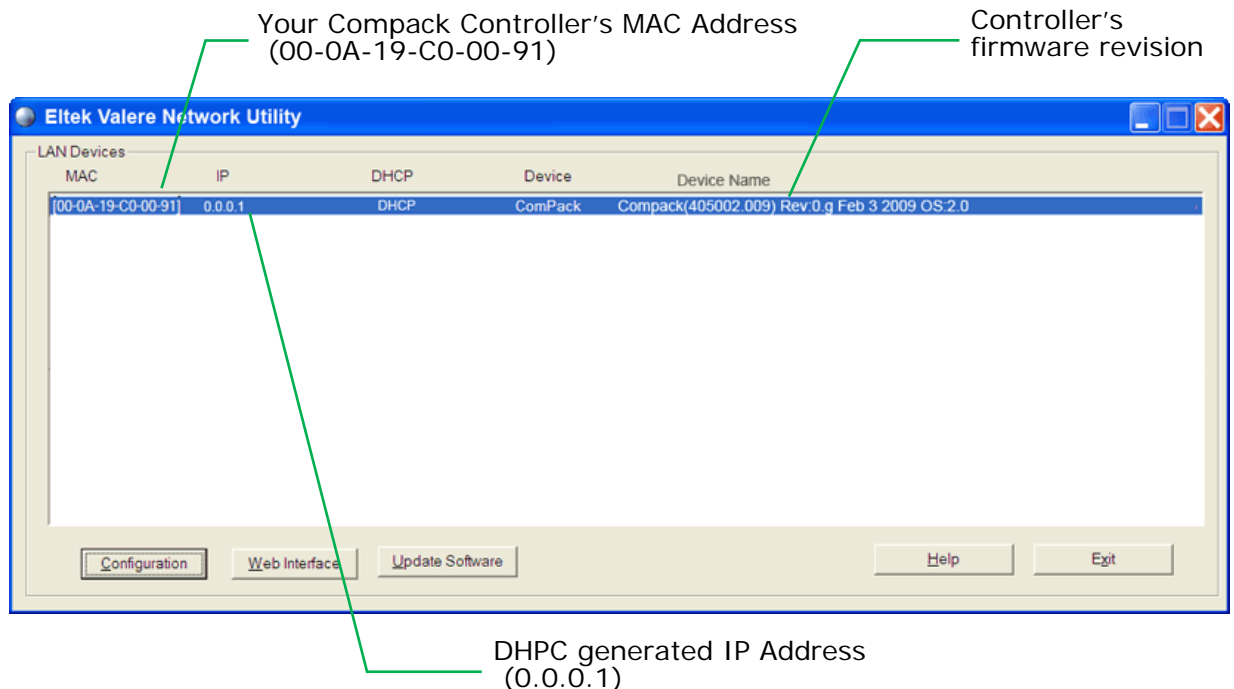 Your Compack Controller's MAC Address
(00-0A-19-C0-00-91)
Controller's
firmware revision
Eltek Valere Network Utility
LAN Devices
MAC IP DHCP Device Device Name
[00-0A-19-C0-00-91] 0.0.0.1 DHCP ComPack Compack(405002.009) Rev:0.g Feb 3 2009 OS:2.0
Configuration Web Interface Update Software Help Exit
DHPC generated IP Address
(0.0.0.1)